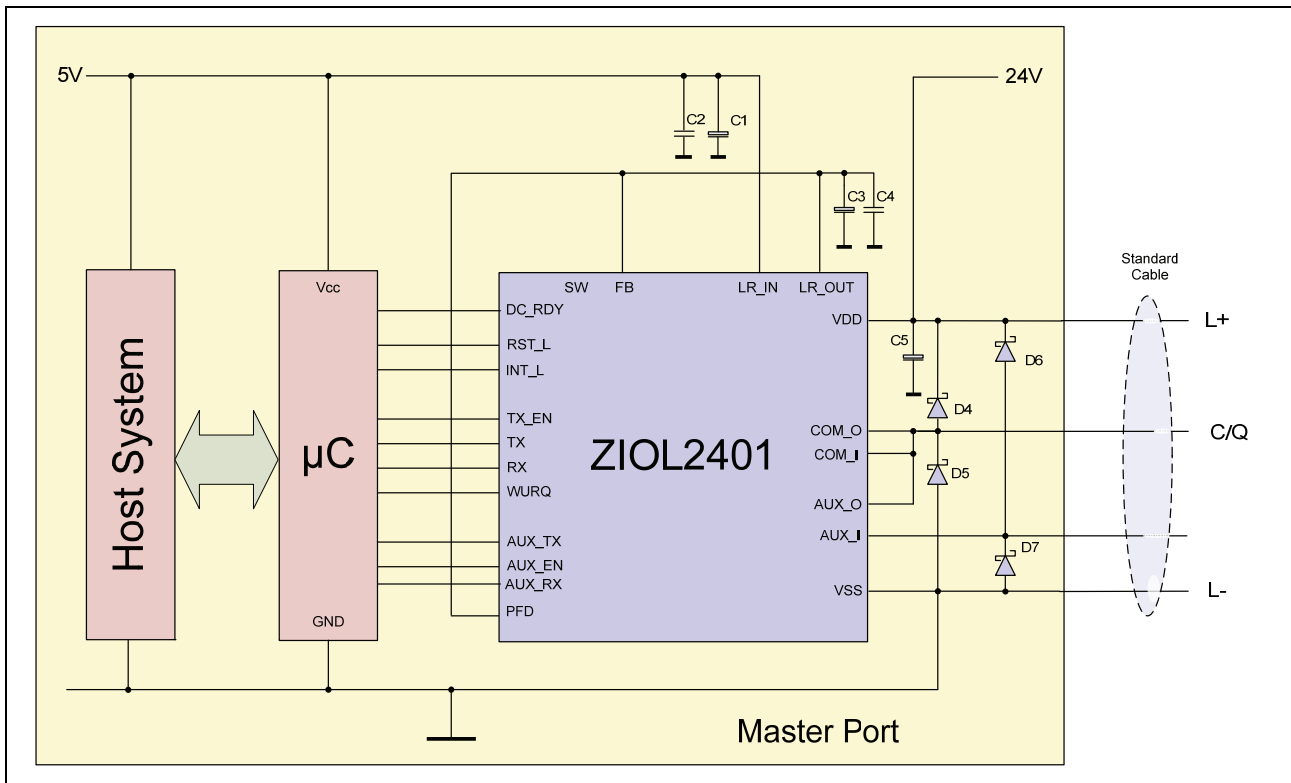 5V
24V
C2
C1
C3
C4
Standard
Cable
Host System
Vcc
µC
GND
SW
FB
LR_IN
LR_OUT
DC_RDY
RST_L
INT_L
TX_EN
TX
RX
WURQ
AUX_TX
AUX_EN
AUX_RX
PFD
ZIOL2401
VDD
COM_O
COM_I
AUX_O
AUX_I
VSS
C5
D4
D5
D6
D7
L+
C/Q
L-
Master Port